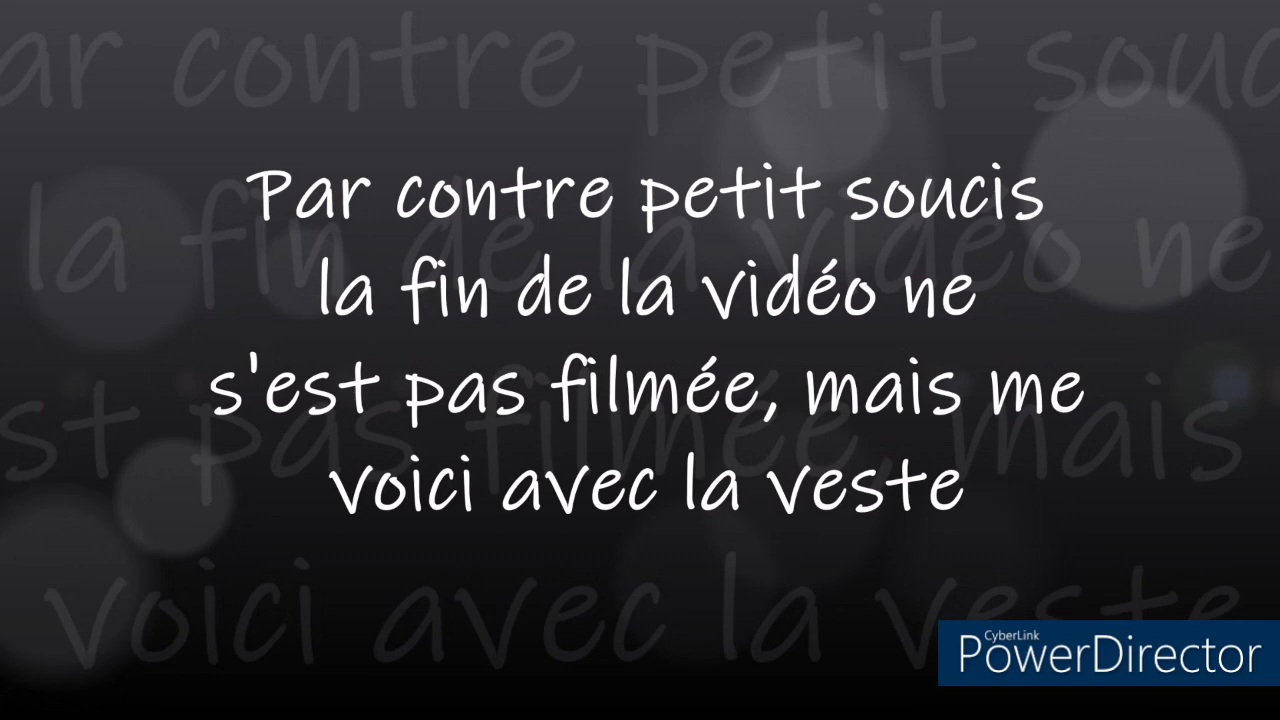 Par contre petit soucis
la fin de la vidéo ne
s'est pas filmée, mais me
voici avec la veste
CyberLink
PowerDirector